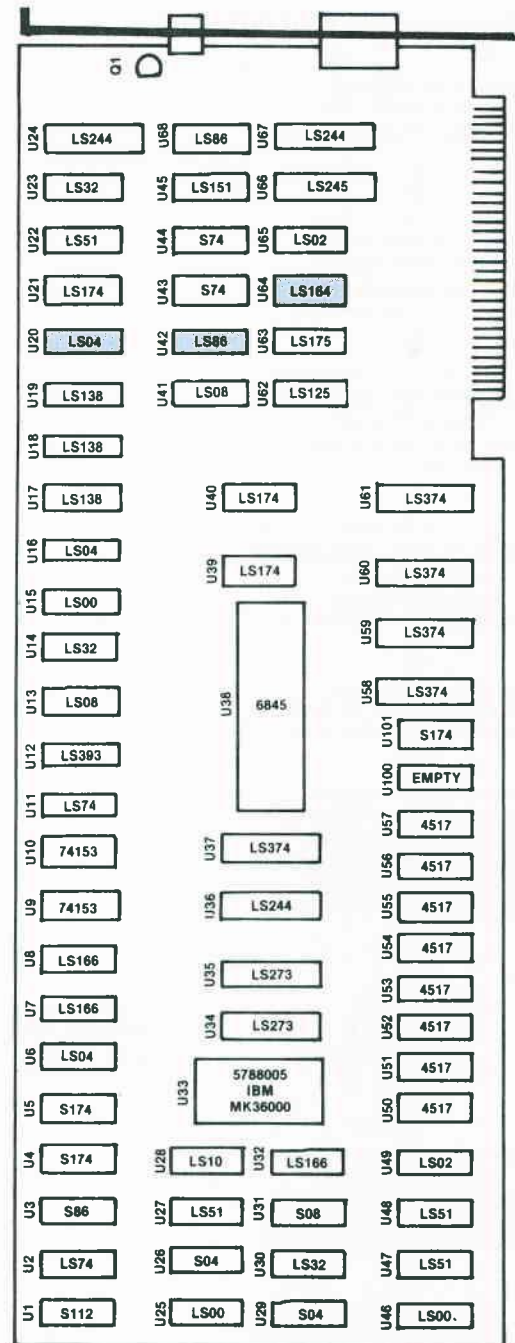 Q1
U24 LS244 U68 LS86 U67 LS244
U23 LS32 U45 LS151 U66 LS245
U22 LS51 U44 S74 U65 LS02
U21 LS174 U43 S74 U64 LS164
U20 LS04 U42 LS86 U63 LS175
U19 LS138 U41 LS08 U62 LS125
U18 LS138
U17 LS138 U40 LS174 U61 LS374
U16 LS04
U39 LS174 U60 LS374
U15 LS00
U14 LS32 U59 LS374
U13 LS08 U38 6845 U58 LS374
U101 S174
U12 LS393 U100 EMPTY
U11 LS74 U57 4517
U10 74153 U37 LS374 U56 4517
U9 74153 U36 LS244 U55 4517
U8 LS166 U54 4517
U35 LS273 U53 4517
U7 LS166 U34 LS273 U52 4517
U6 LS04 U33 5788005 U51 4517
IBM
U5 S174 MK36000 U50 4517
U4 S174 U28 LS10 U32 LS166 U49 LS02
U3 S86 U27 LS51 U31 S08 U48 LS51
U2 LS74 U26 S04 U30 LS32 U47 LS51
U1 S112 U25 LS00 U29 S04 U46 LS00.